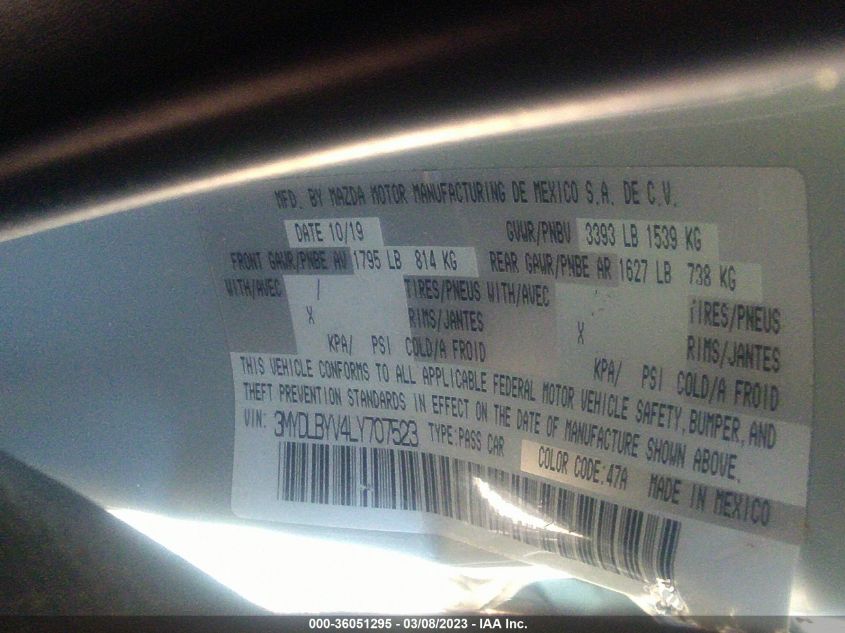 MFD. BY MAZDA MOTOR MANUFACTURING DE MEXICO S.A. DE C.V.
DATE 10/19 GVWR/PNBV 3393 LB 1539 KG
FRONT GAWR/PNBE AV 1795 LB 814 KG REAR GAWR/PNBE AR 1627 LB 738 KG
WITH/AVEC / TIRES/PNEUS WITH/AVEC TIRES/PNEUS
X RIMS/JANTES X RIMS/JANTES
KPA/ PSI COLD/A FROID KPA/ PSI COLD/A FROID
THIS VEHICLE CONFORMS TO ALL APPLICABLE FEDERAL MOTOR VEHICLE SAFETY, BUMPER, AND
THEFT PREVENTION STANDARDS IN EFFECT ON THE DATE OF MANUFACTURE SHOWN ABOVE.
VIN: 3MYDLBYV4LY707523 TYPE:PASS CAR
COLOR CODE:47A MADE IN MEXICO
000-36051295 - 03/08/2023 - IAA Inc.